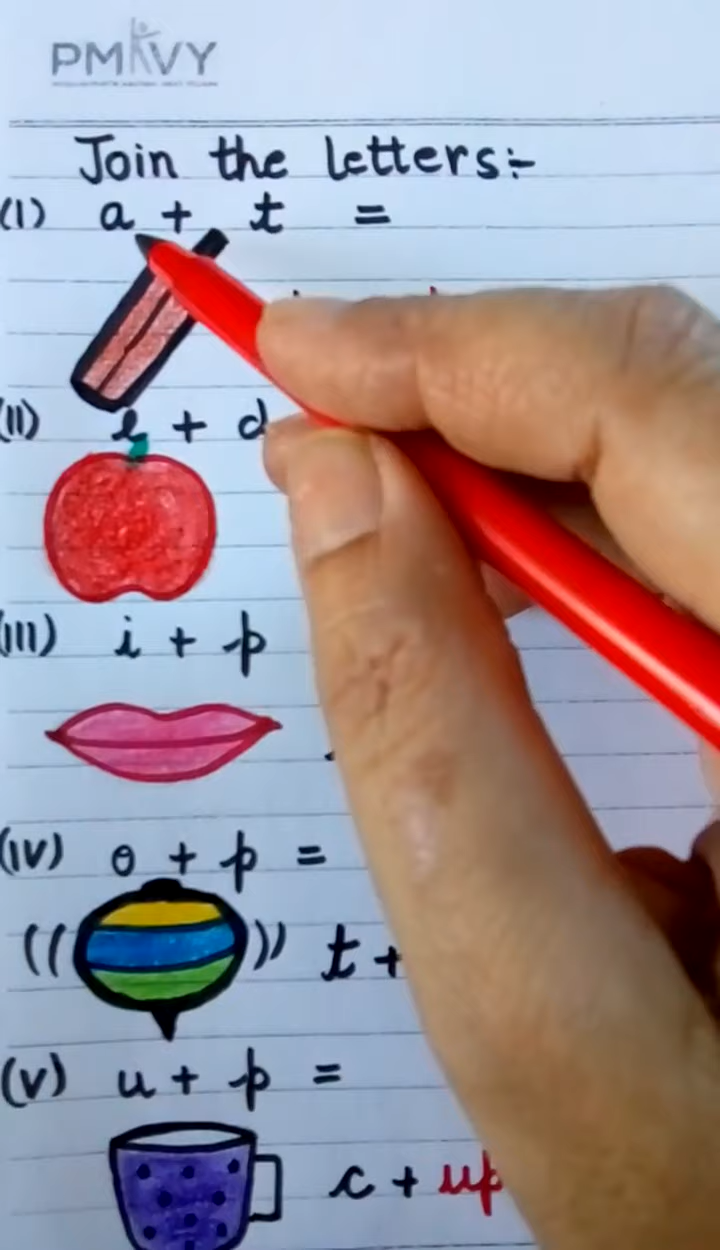 PMKVY
Join the letters:-
(I) a + t =
(II) e + d
(III) i + p
(IV) o + p =
t +
(V) u + p =
c + up